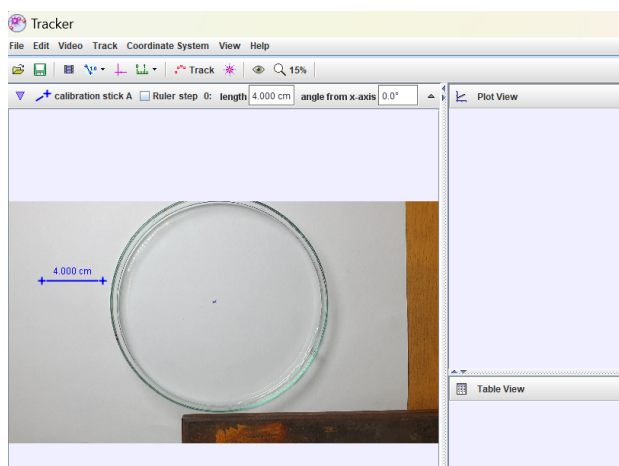 Tracker
File Edit Video Track Coordinate System View Help
Track 15%
calibration stick A Ruler step 0: length 4.000 cm angle from x-axis 0.0°
Plot View
4.000 cm
Table View